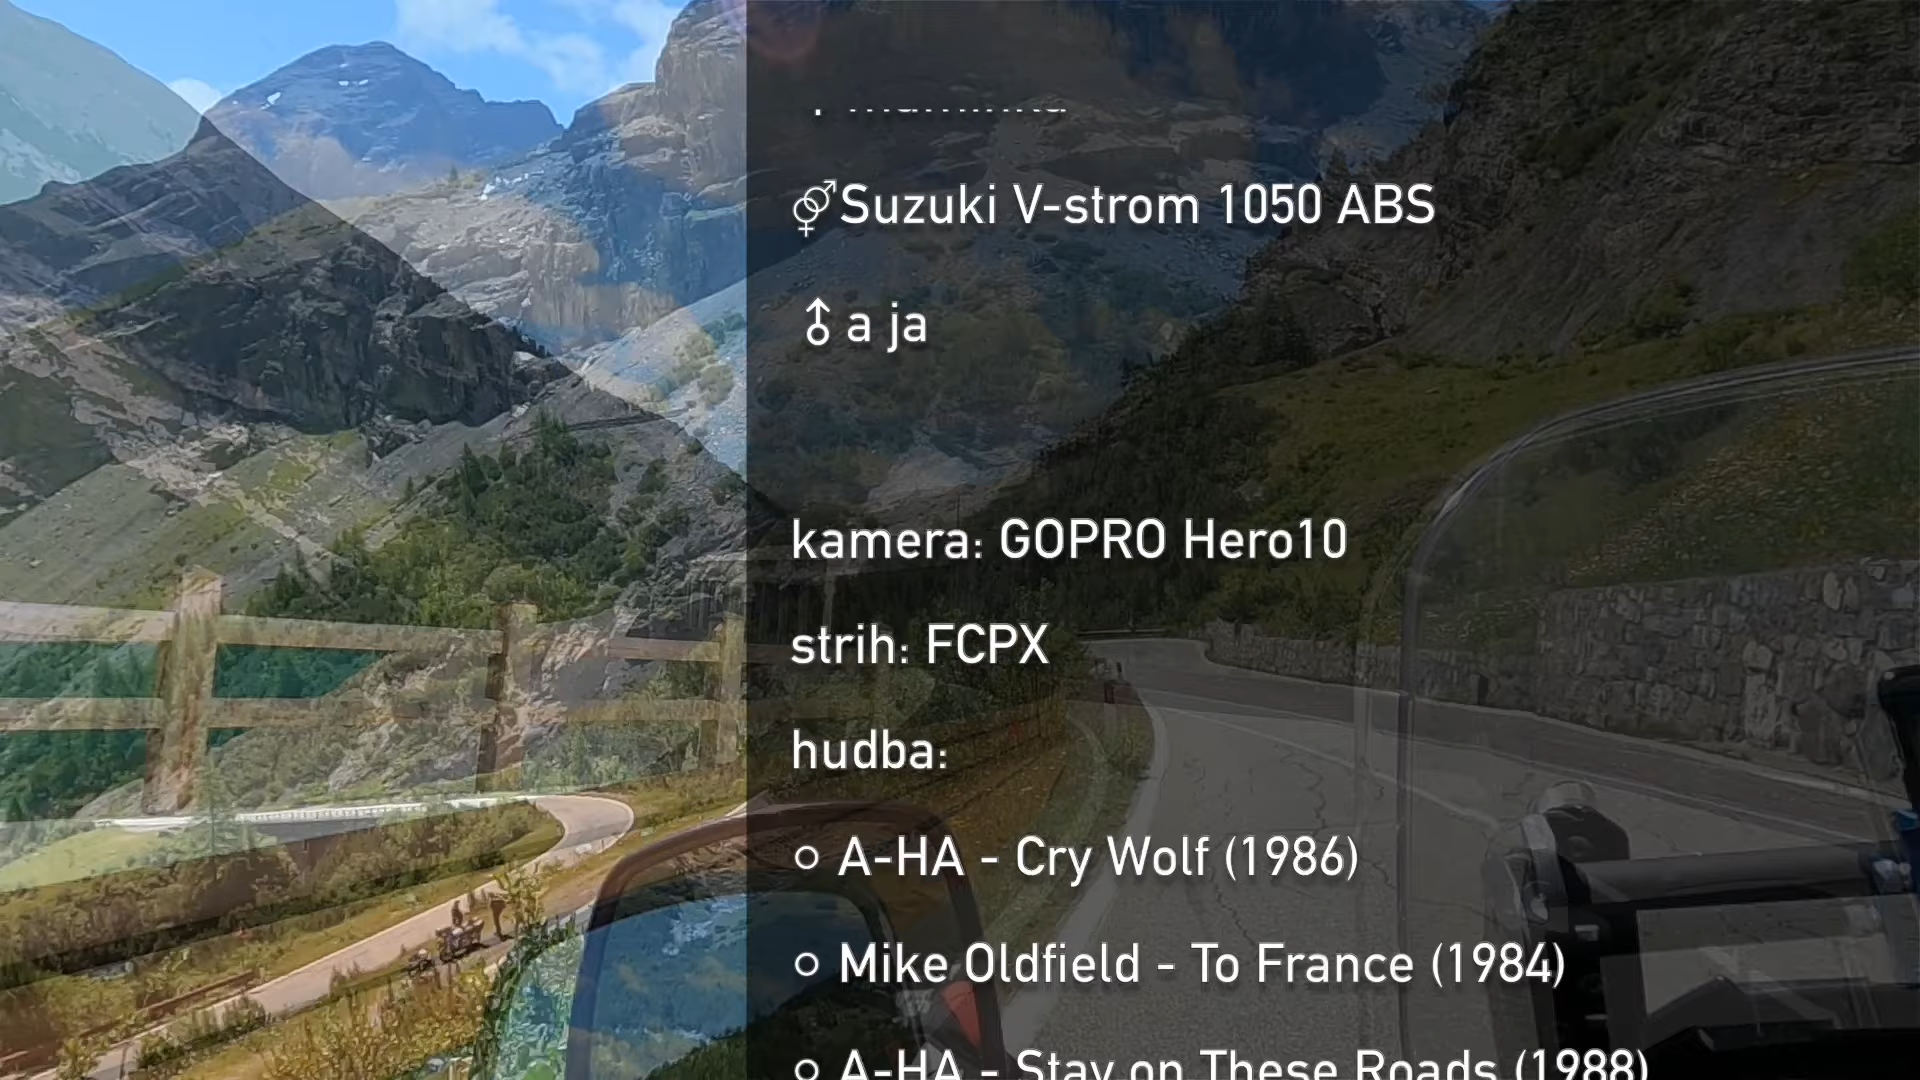 ⚤Suzuki V-strom 1050 ABS
⚦ a ja
kamera: GOPRO Hero10
strih: FCPX
hudba:
○ A-HA - Cry Wolf (1986)
○ Mike Oldfield - To France (1984)
○ A-HA - Stay on These Roads (1988)